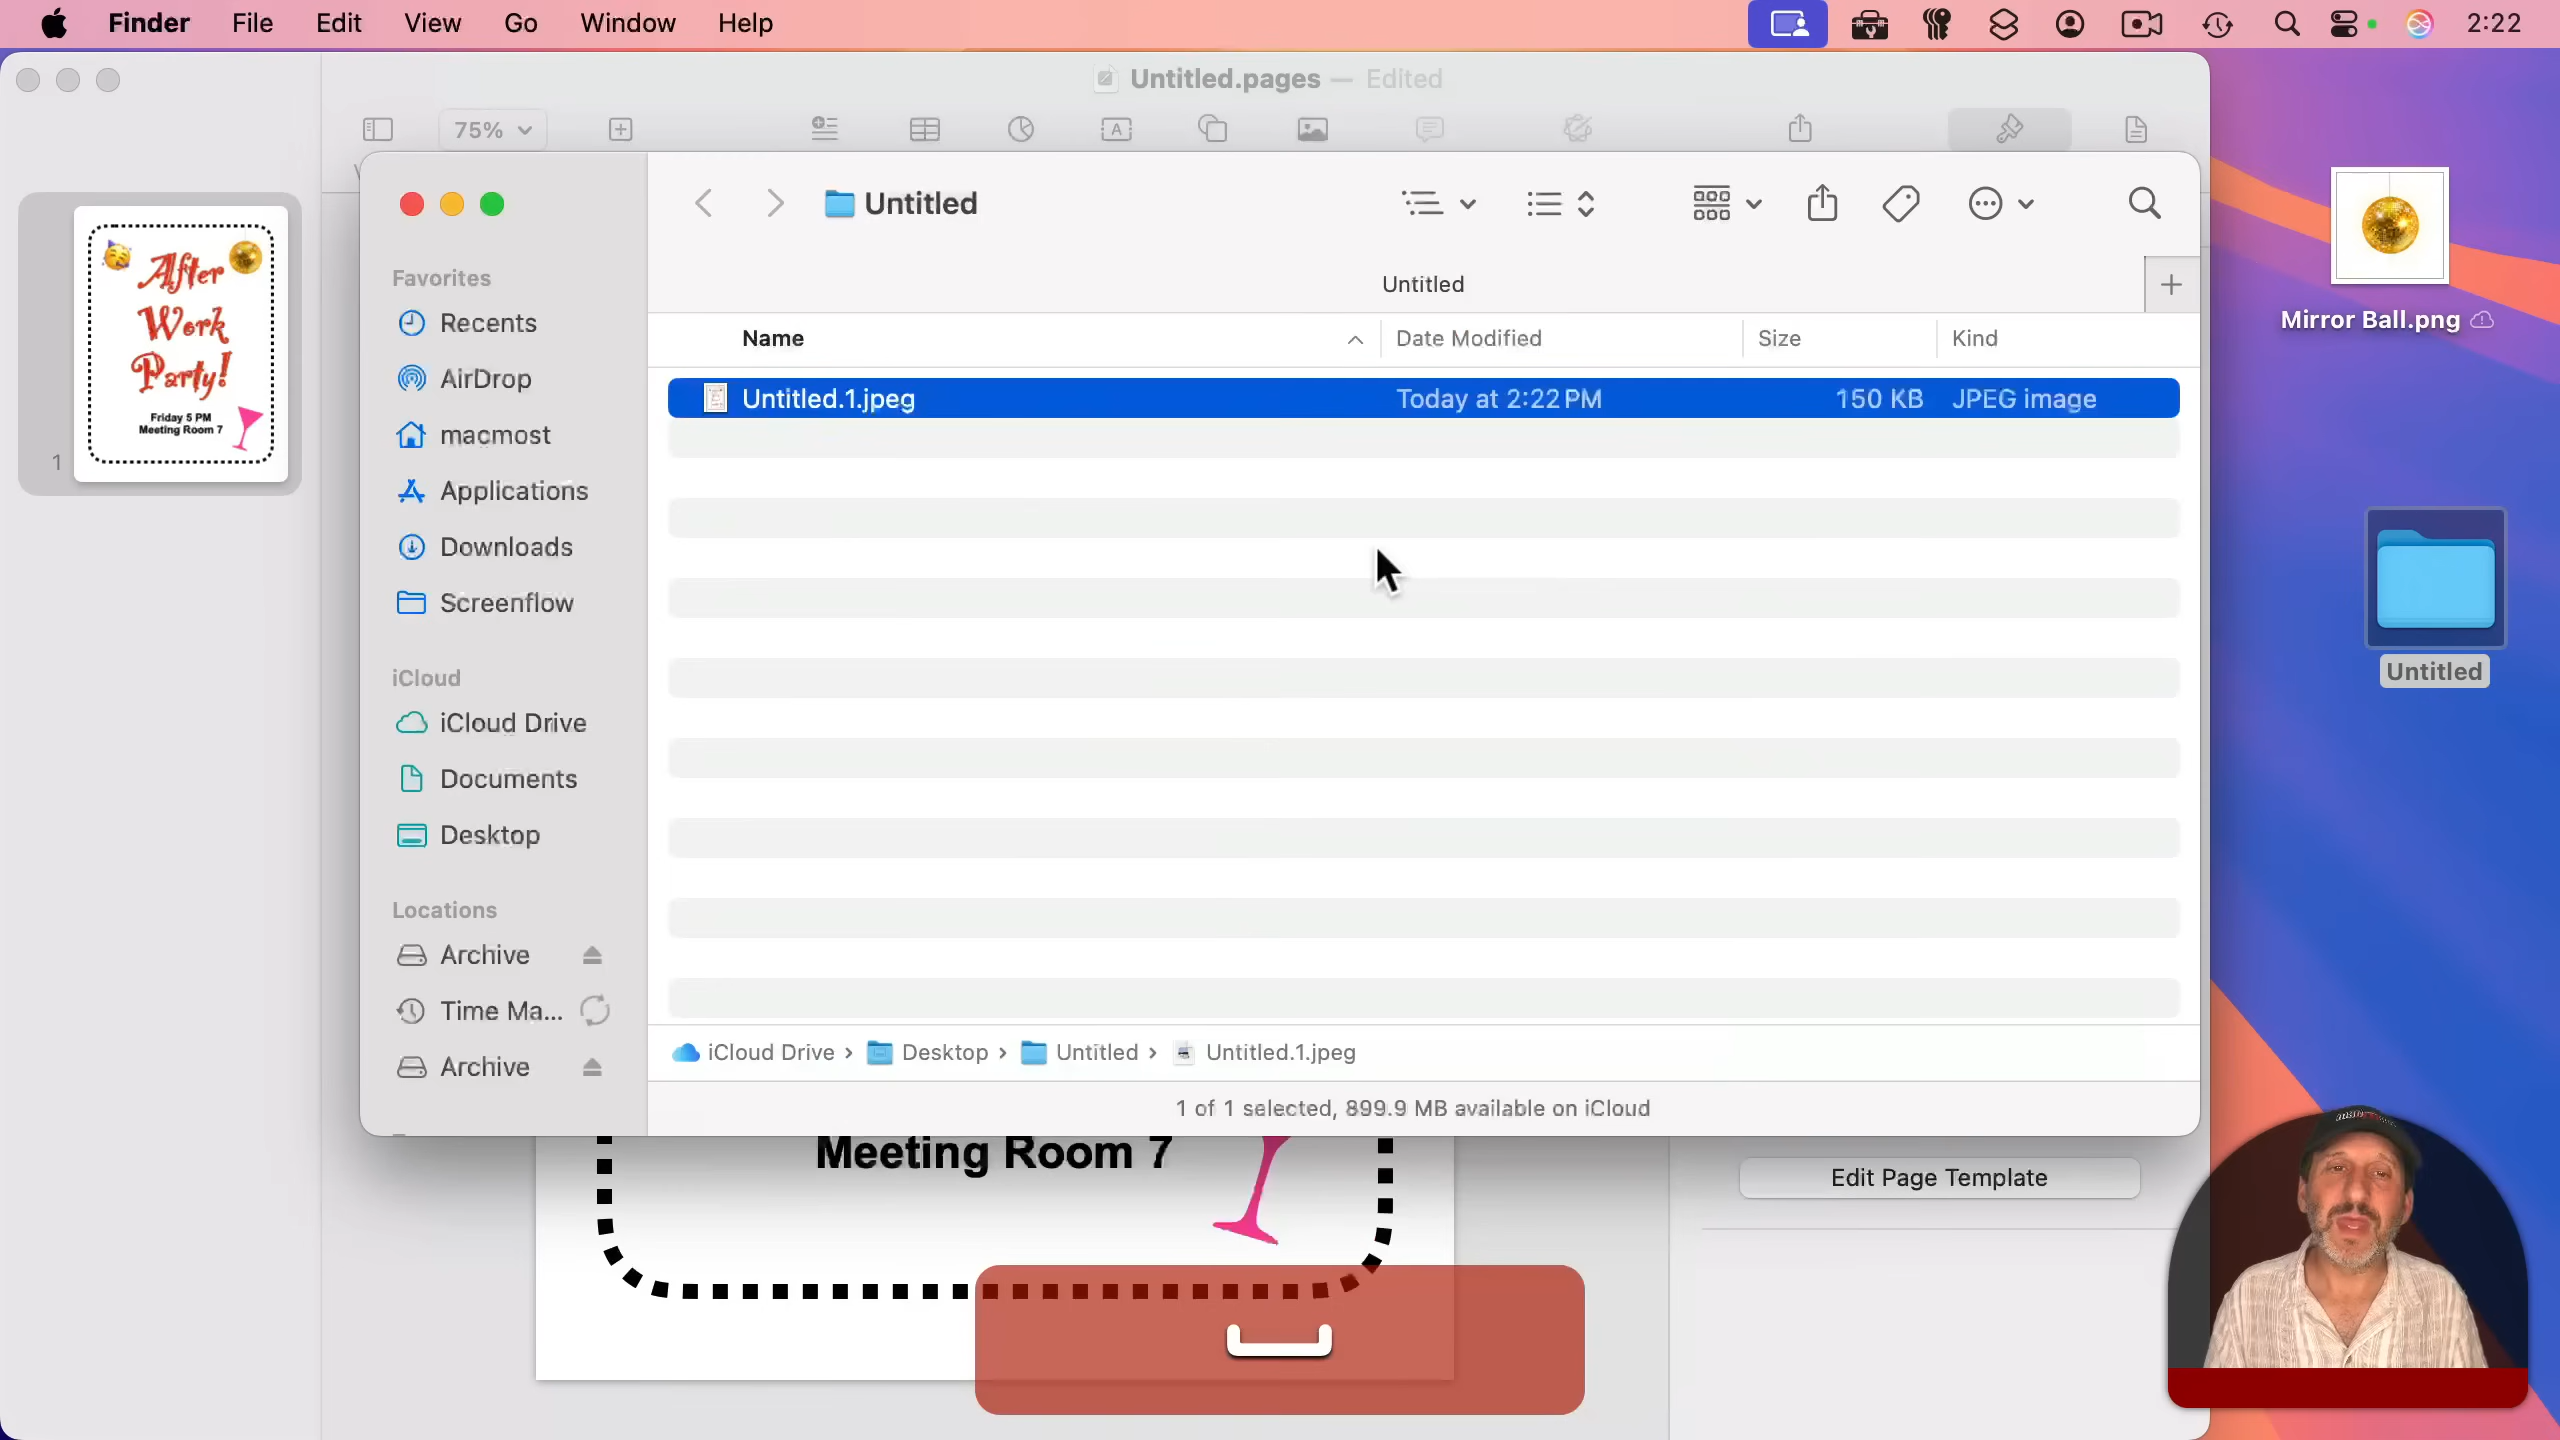 Finder File Edit View Go Window Help 2:22
Untitled.pages — Edited
75%
Untitled
Untitled
Name Date Modified Size Kind
Untitled.1.jpeg Today at 2:22 PM 150 KB JPEG image
Favorites
Recents
AirDrop
macmost
Applications
Downloads
Screenflow
iCloud
iCloud Drive
Documents
Desktop
Locations
Archive
Time Ma...
Archive
iCloud Drive › Desktop › Untitled › Untitled.1.jpeg
1 of 1 selected, 899.9 MB available on iCloud
After
Work
Party!
Friday 5 PM
Meeting Room 7
1
Mirror Ball.png
Untitled
Meeting Room 7
Edit Page Template